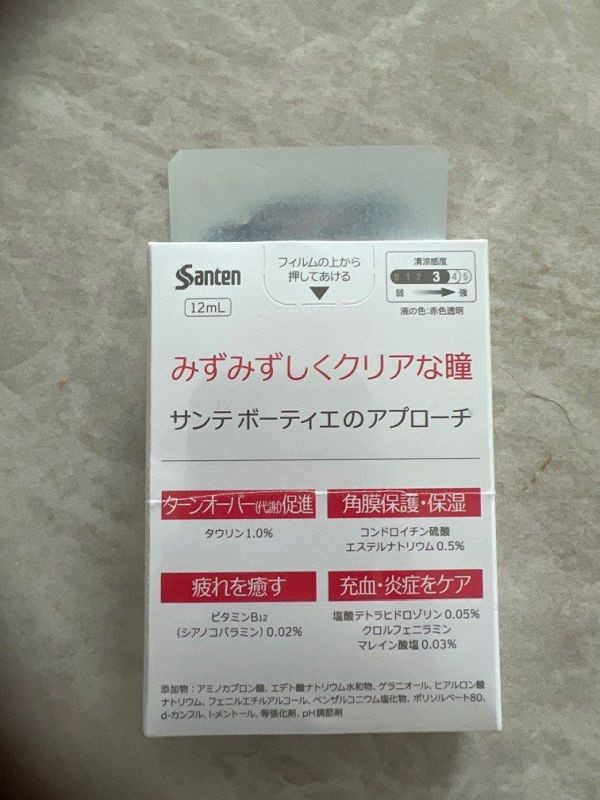 Santen
12mL
フィルムの上から
押してあける
清涼感度
0 1 2 3 4 5
弱 強
液の色:赤色透明
みずみずしくクリアな瞳
サンテ ボーティエのアプローチ
ターンオーバー(代謝)促進
タウリン 1.0%
角膜保護・保湿
コンドロイチン硫酸
エステルナトリウム 0.5%
疲れを癒す
ビタミンB12
(シアノコバラミン) 0.02%
充血・炎症をケア
塩酸テトラヒドロゾリン 0.05%
クロルフェニラミン
マレイン酸塩 0.03%
添加物:アミノカプロン酸、エデト酸ナトリウム水和物、ゲラニオール、ヒアルロン酸
ナトリウム、フェニルエチルアルコール、ベンザルコニウム塩化物、ポリソルベート80、
d-カンフル、l-メントール、等張化剤、pH調節剤